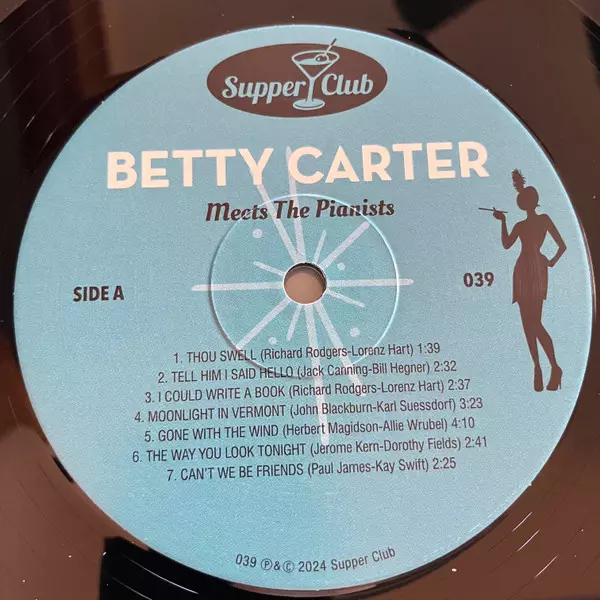 Supper Club
BETTY CARTER
Meets The Pianists
SIDE A
039
1. THOU SWELL (Richard Rodgers-Lorenz Hart) 1:39
2. TELL HIM I SAID HELLO (Jack Canning-Bill Hegner) 2:32
3. I COULD WRITE A BOOK (Richard Rodgers-Lorenz Hart) 2:37
4. MOONLIGHT IN VERMONT (John Blackburn-Karl Suessdorf) 3:23
5. GONE WITH THE WIND (Herbert Magidson-Allie Wrubel) 4:10
6. THE WAY YOU LOOK TONIGHT (Jerome Kern-Dorothy Fields) 2:41
7. CAN'T WE BE FRIENDS (Paul James-Kay Swift) 2:25
039 ℗&© 2024 Supper Club